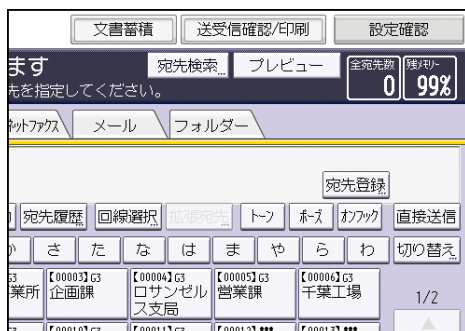 文書蓄積 送受信確認/印刷 設定確認
ます 宛先検索 プレビュー 全宛先数 残メモリー
先を指定してください。 0 99%
ネットファクス メール フォルダー
宛先登録
宛先履歴 回線選択 拡張宛先 トーン ポーズ オンフック 直接送信
か さ た な は ま や ら わ 切り替え
G3 【00003】G3 【00004】G3 【00005】G3 【00006】G3
業所 企画課 ロサンゼル 営業課 千葉工場 1/2
ス支局